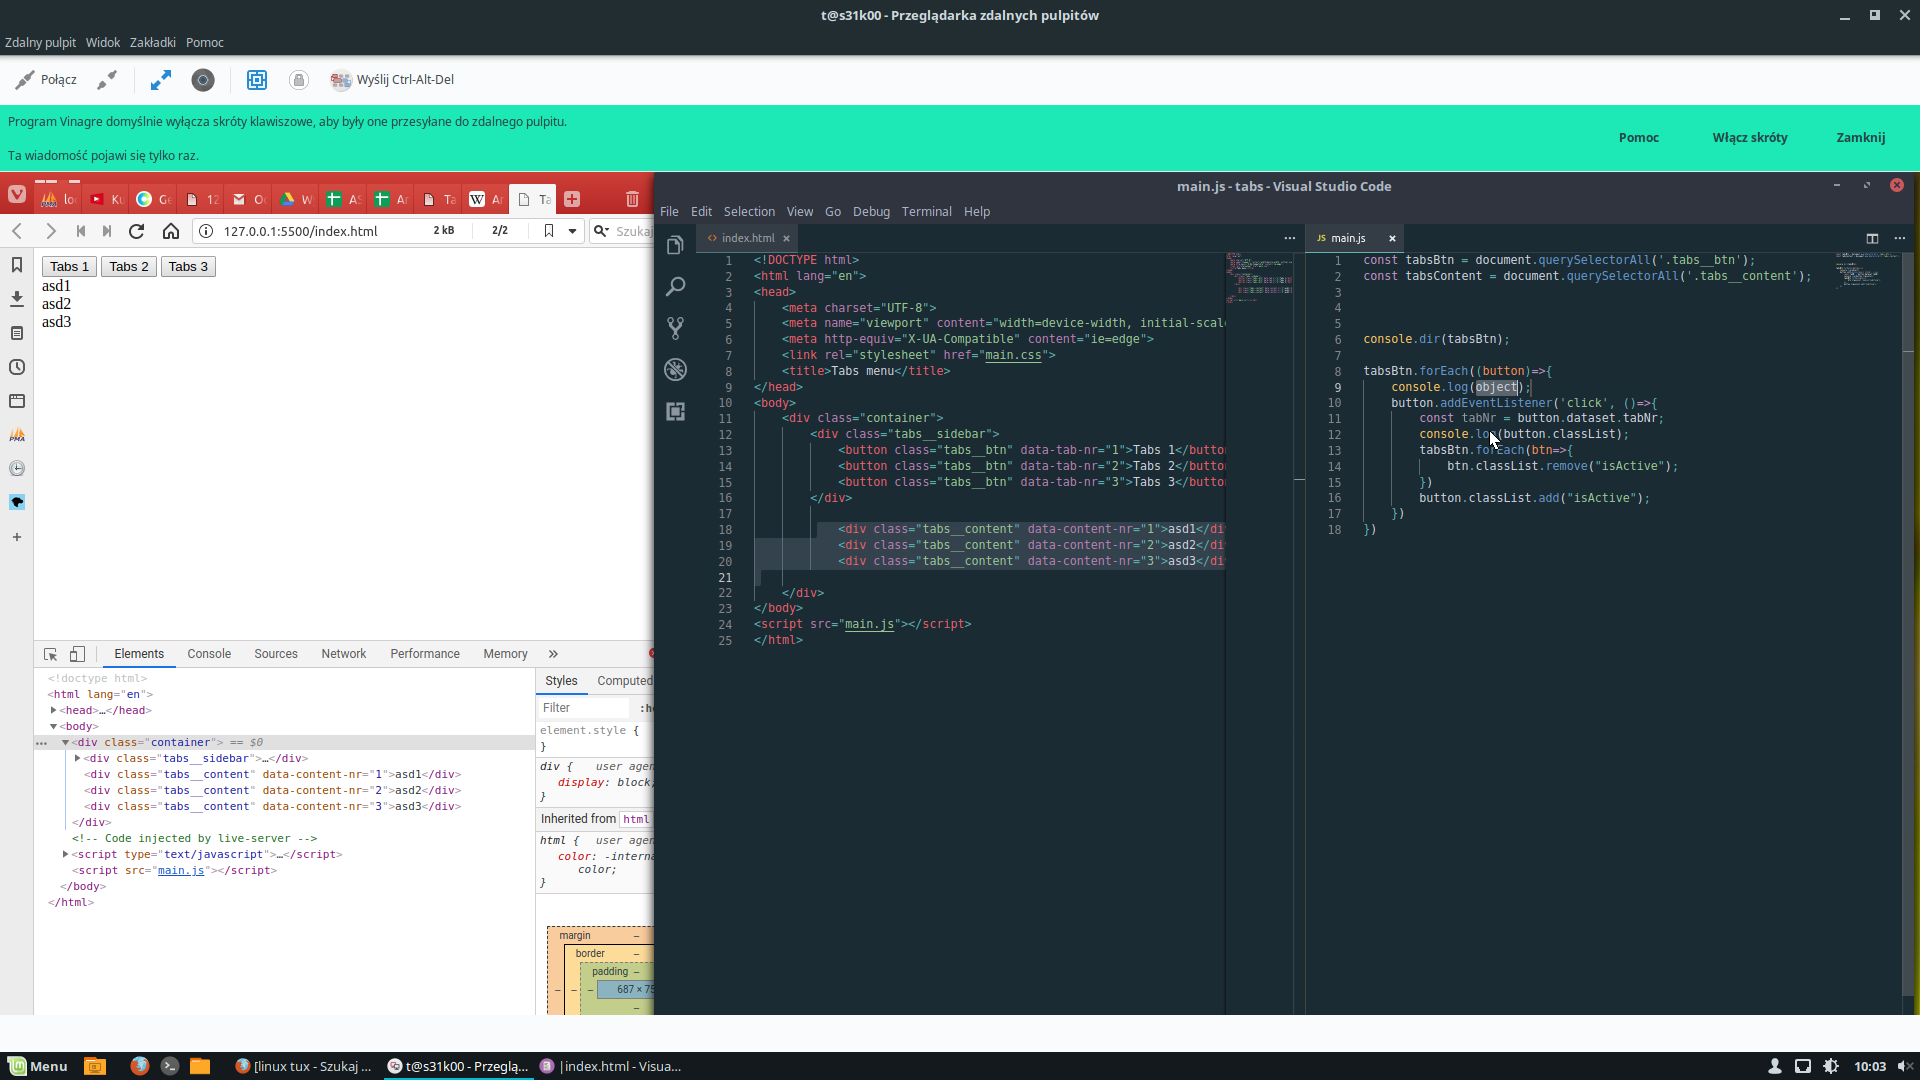 t@s31k00 - Przeglądarka zdalnych pulpitów
Zdalny pulpit Widok Zakładki Pomoc
Połącz Wyślij Ctrl-Alt-Del
Program Vinagre domyślnie wyłącza skróty klawiszowe, aby były one przesyłane do zdalnego pulpitu.
Ta wiadomość pojawi się tylko raz.
Pomoc Włącz skróty Zamknij
lo Kı Ge 12 O W AS Ar Ta Ar Ta
127.0.0.1:5500/index.html 2 kB 2/2 Szukaj
Tabs 1 Tabs 2 Tabs 3
asd1
asd2
asd3
Elements Console Sources Network Performance Memory »
<!doctype html>
<html lang="en">
<head>…</head>
<body>
<div class="container"> == $0
<div class="tabs__sidebar">…</div>
<div class="tabs__content" data-content-nr="1">asd1</div>
<div class="tabs__content" data-content-nr="2">asd2</div>
<div class="tabs__content" data-content-nr="3">asd3</div>
</div>
<!-- Code injected by live-server -->
<script type="text/javascript">…</script>
<script src="main.js"></script>
</body>
</html>
Styles Computed
Filter :h
element.style {
}
div { user agen
display: block;
}
Inherited from html
html { user agen
color: -interna
color;
}
margin –
border –
padding –
– – – 687 × 75
–
main.js - tabs - Visual Studio Code
File Edit Selection View Go Debug Terminal Help
index.html ×
1 <!DOCTYPE html>
2 <html lang="en">
3 <head>
4 <meta charset="UTF-8">
5 <meta name="viewport" content="width=device-width, initial-scal
6 <meta http-equiv="X-UA-Compatible" content="ie=edge">
7 <link rel="stylesheet" href="main.css">
8 <title>Tabs menu</title>
9 </head>
10 <body>
11 <div class="container">
12 <div class="tabs__sidebar">
13 <button class="tabs__btn" data-tab-nr="1">Tabs 1</butto
14 <button class="tabs__btn" data-tab-nr="2">Tabs 2</butto
15 <button class="tabs__btn" data-tab-nr="3">Tabs 3</butto
16 </div>
17
18 <div class="tabs__content" data-content-nr="1">asd1</di
19 <div class="tabs__content" data-content-nr="2">asd2</di
20 <div class="tabs__content" data-content-nr="3">asd3</di
21
22 </div>
23 </body>
24 <script src="main.js"></script>
25 </html>
JS main.js ×
1 const tabsBtn = document.querySelectorAll('.tabs__btn');
2 const tabsContent = document.querySelectorAll('.tabs__content');
3
4
5
6 console.dir(tabsBtn);
7
8 tabsBtn.forEach((button)=>{
9 console.log(object);
10 button.addEventListener('click', ()=>{
11 const tabNr = button.dataset.tabNr;
12 console.log(button.classList);
13 tabsBtn.forEach(btn=>{
14 btn.classList.remove("isActive");
15 })
16 button.classList.add("isActive");
17 })
18 })
Menu [linux tux - Szukaj ... t@s31k00 - Przeglą... |index.html - Visua... 10:03